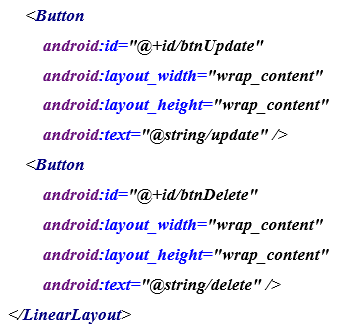 <Button
android:id="@+id/btnUpdate"
android:layout_width="wrap_content"
android:layout_height="wrap_content"
android:text="@string/update" />
<Button
android:id="@+id/btnDelete"
android:layout_width="wrap_content"
android:layout_height="wrap_content"
android:text="@string/delete" />
</LinearLayout>